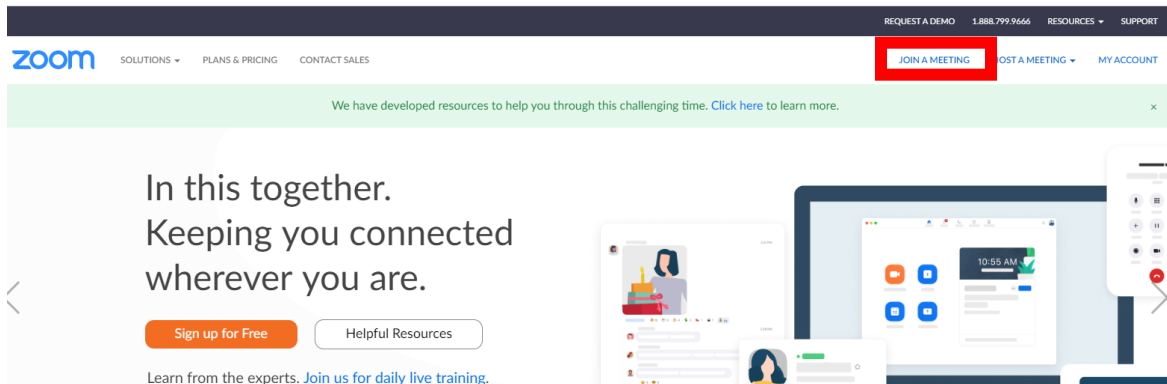 REQUEST A DEMO 1.888.799.9666 RESOURCES SUPPORT
zoom SOLUTIONS PLANS & PRICING CONTACT SALES JOIN A MEETING OST A MEETING MY ACCOUNT
We have developed resources to help you through this challenging time. Click here to learn more. ×
In this together.
Keeping you connected
wherever you are.
10:55 AM
Sign up for Free Helpful Resources
Learn from the experts. Join us for daily live training.